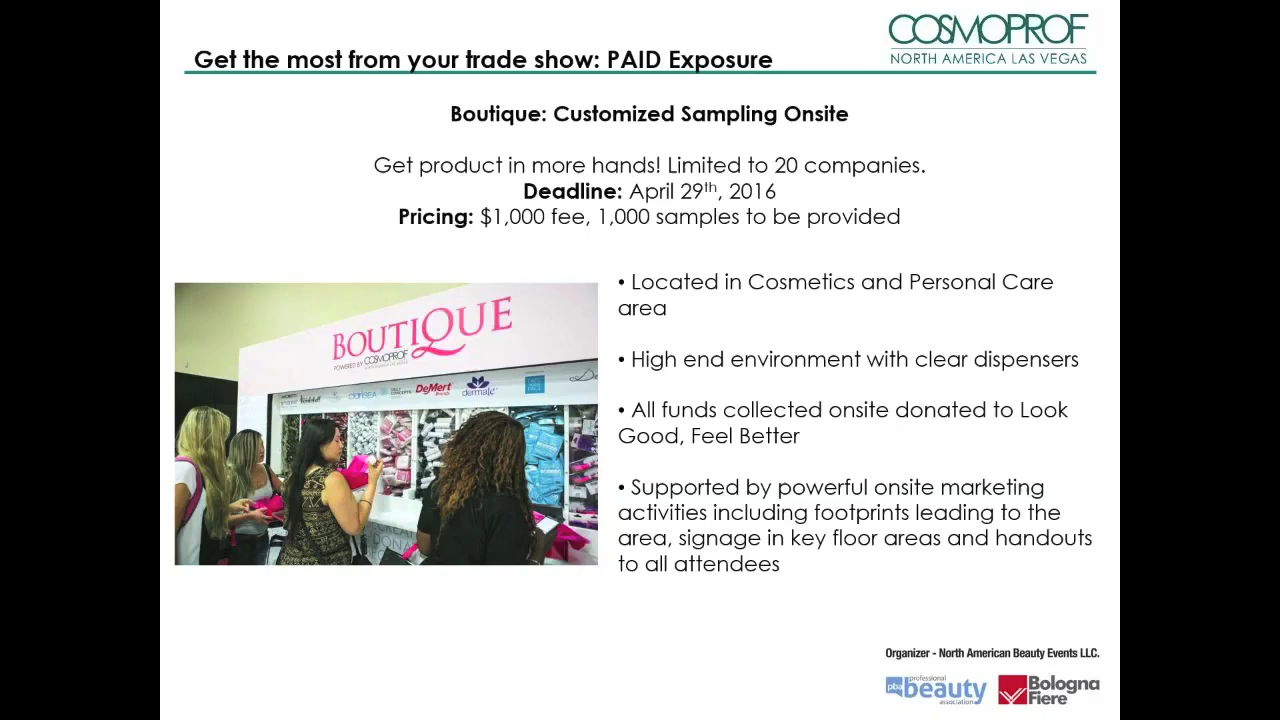 COSMOPROF
NORTH AMERICA LAS VEGAS
Get the most from your trade show: PAID Exposure
Boutique: Customized Sampling Onsite
Get product in more hands! Limited to 20 companies.
Deadline: April 29th, 2016
Pricing: $1,000 fee, 1,000 samples to be provided
BOUTIQUE
POWERED BY COSMOPROF
DeMert
dermae
• Located in Cosmetics and Personal Care
area
• High end environment with clear dispensers
• All funds collected onsite donated to Look
Good, Feel Better
• Supported by powerful onsite marketing
activities including footprints leading to the
area, signage in key floor areas and handouts
to all attendees
Organizer - North American Beauty Events LLC.
pba professional
beauty
association
Bologna
Fiere